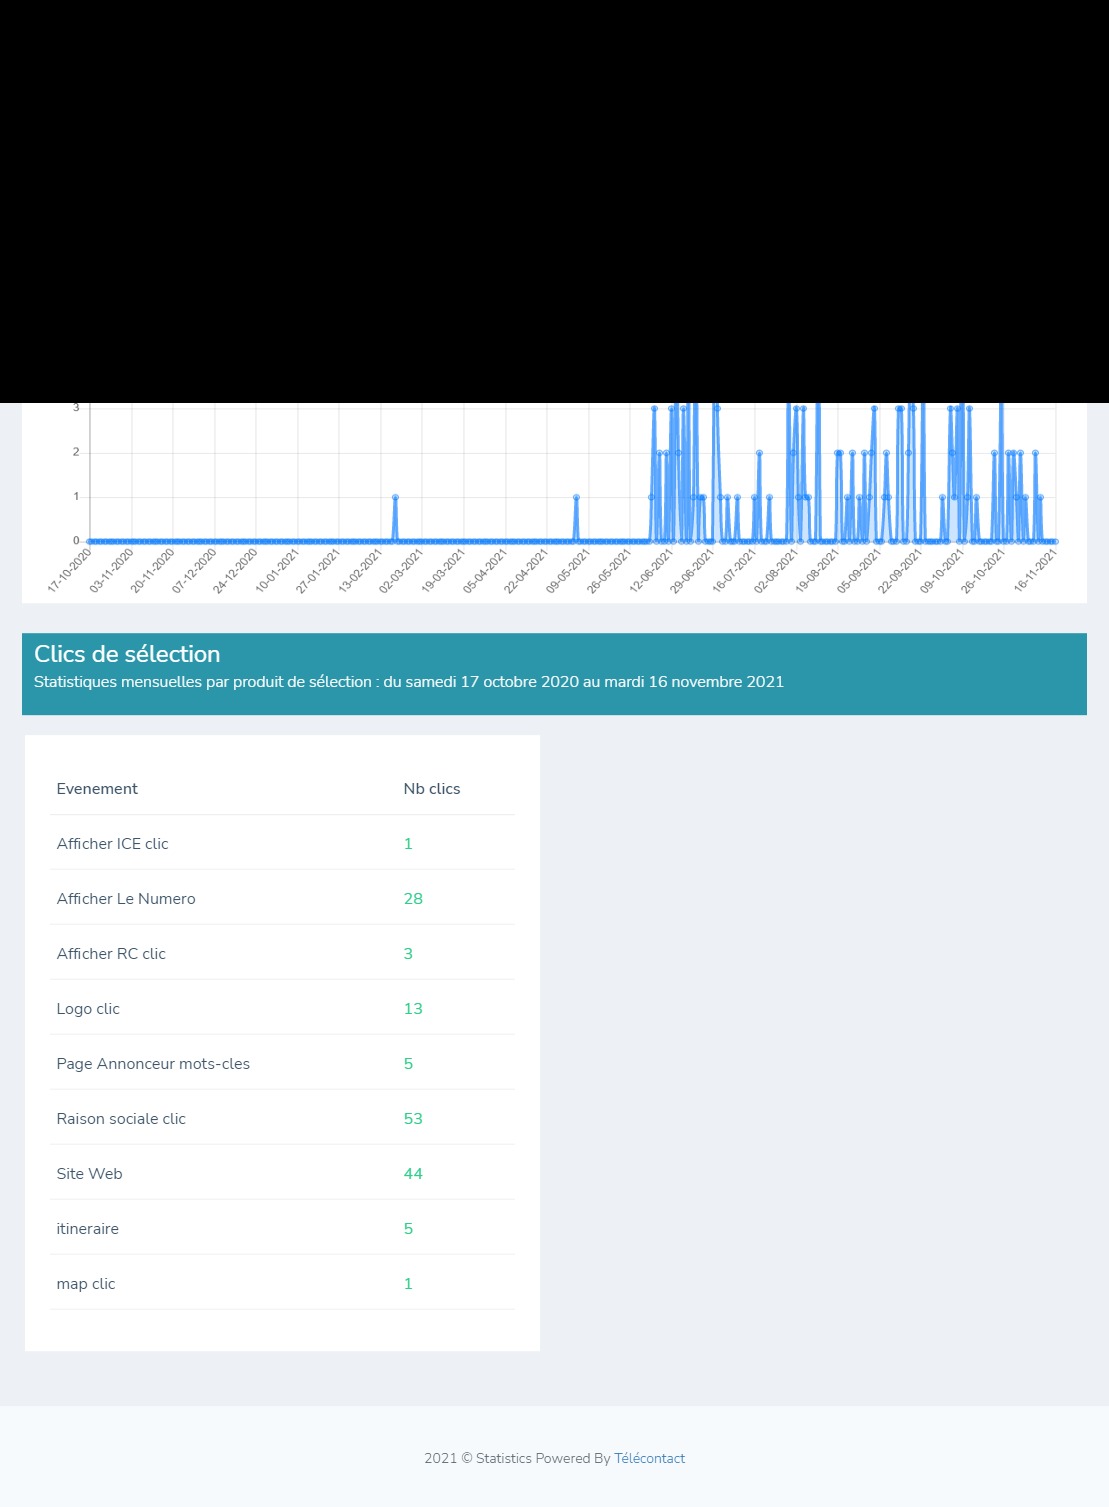 3
2
1
0
17-10-2020 03-11-2020 20-11-2020 07-12-2020 24-12-2020 10-01-2021 27-01-2021 13-02-2021 02-03-2021 19-03-2021 05-04-2021 22-04-2021 09-05-2021 26-05-2021 12-06-2021 29-06-2021 16-07-2021 02-08-2021 19-08-2021 05-09-2021 22-09-2021 09-10-2021 26-10-2021 16-11-2021
Clics de sélection
Statistiques mensuelles par produit de sélection : du samedi 17 octobre 2020 au mardi 16 novembre 2021
Evenement Nb clics
Afficher ICE clic 1
Afficher Le Numero 28
Afficher RC clic 3
Logo clic 13
Page Annonceur mots-cles 5
Raison sociale clic 53
Site Web 44
itineraire 5
map clic 1
2021 © Statistics Powered By Télécontact